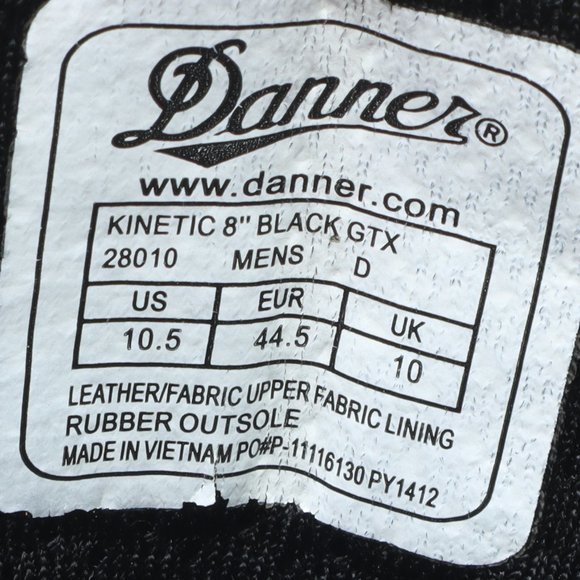 Danner®
www.danner.com
KINETIC 8" BLACK GTX
28010 MENS D
US EUR UK
10.5 44.5 10
LEATHER/FABRIC UPPER FABRIC LINING
RUBBER OUTSOLE
MADE IN VIETNAM PO#P-11116130 PY1412